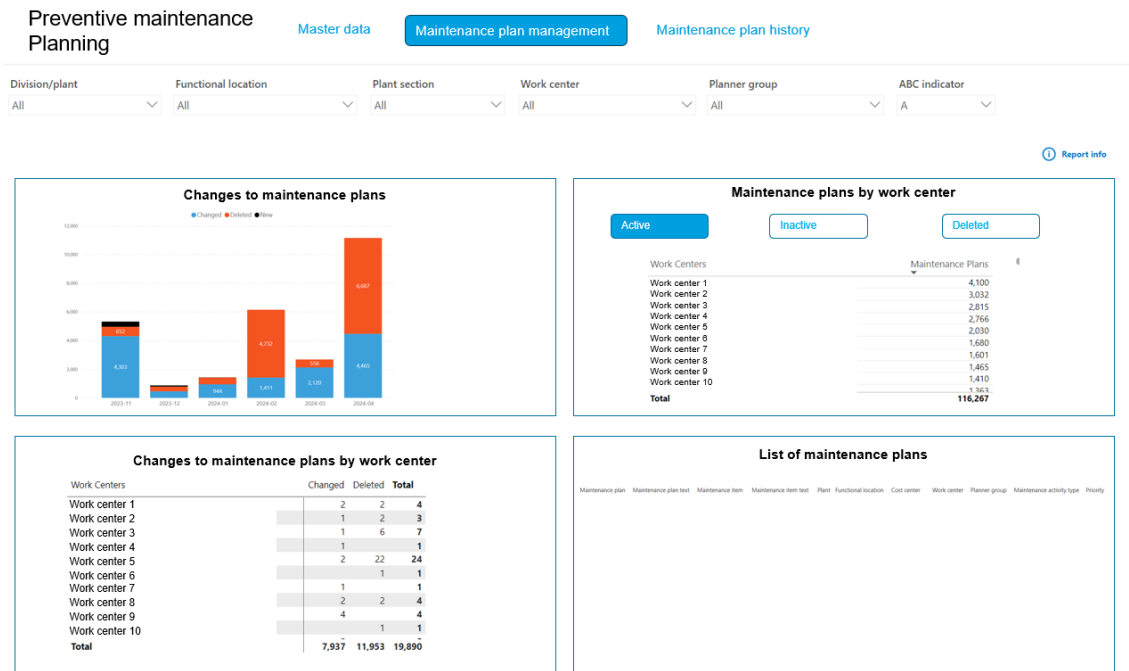 Preventive maintenance
Planning
Master data
Maintenance plan management
Maintenance plan history
Division/plant Functional location Plant section Work center Planner group ABC indicator
All All All All All A
Report info
Changes to maintenance plans
Changed Deleted New
12,000
10,000
8,000
6,000
4,000
2,000
0
6,687
852
4,732
4,303
556
4,465
944
1,411
2,120
2023-11 2023-12 2024-01 2024-02 2024-03 2024-04
Maintenance plans by work center
Active Inactive Deleted
Work Centers Maintenance Plans
Work center 1 4,100
Work center 2 3,032
Work center 3 2,815
Work center 4 2,766
Work center 5 2,030
Work center 6 1,680
Work center 7 1,601
Work center 8 1,465
Work center 9 1,410
Work center 10 1,363
Total 116,267
Changes to maintenance plans by work center
Work Centers Changed Deleted Total
Work center 1 2 2 4
Work center 2 1 2 3
Work center 3 1 6 7
Work center 4 1 1
Work center 5 2 22 24
Work center 6 1 1
Work center 7 1 1
Work center 8 2 2 4
Work center 9 4 4
Work center 10 1 1
Total 7,937 11,953 19,890
List of maintenance plans
Maintenance plan Maintenance plan text Maintenance item Maintenance item text Plant Functional location Cost center Work center Planner group Maintenance activity type Priority